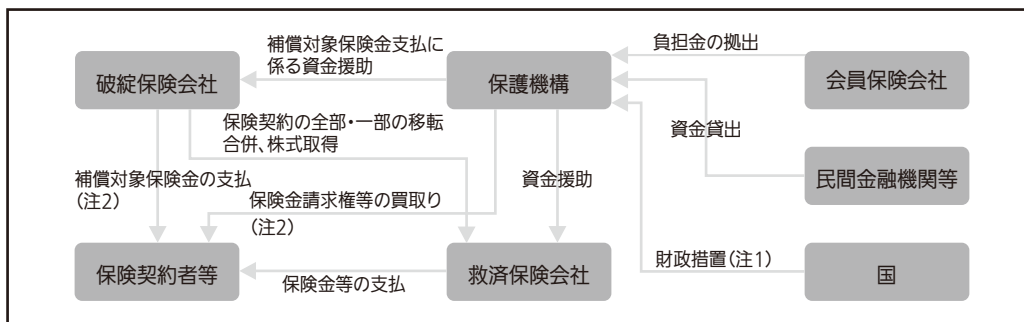 補償対象保険金支払に
係る資金援助
負担金の拠出
破綻保険会社
保護機構
会員保険会社
保険契約の全部・一部の移転
合併、株式取得
資金貸出
補償対象保険金の支払
(注2)
資金援助
民間金融機関等
保険金請求権等の買取り
(注2)
財政措置(注1)
保険契約者等
保険金等の支払
救済保険会社
国